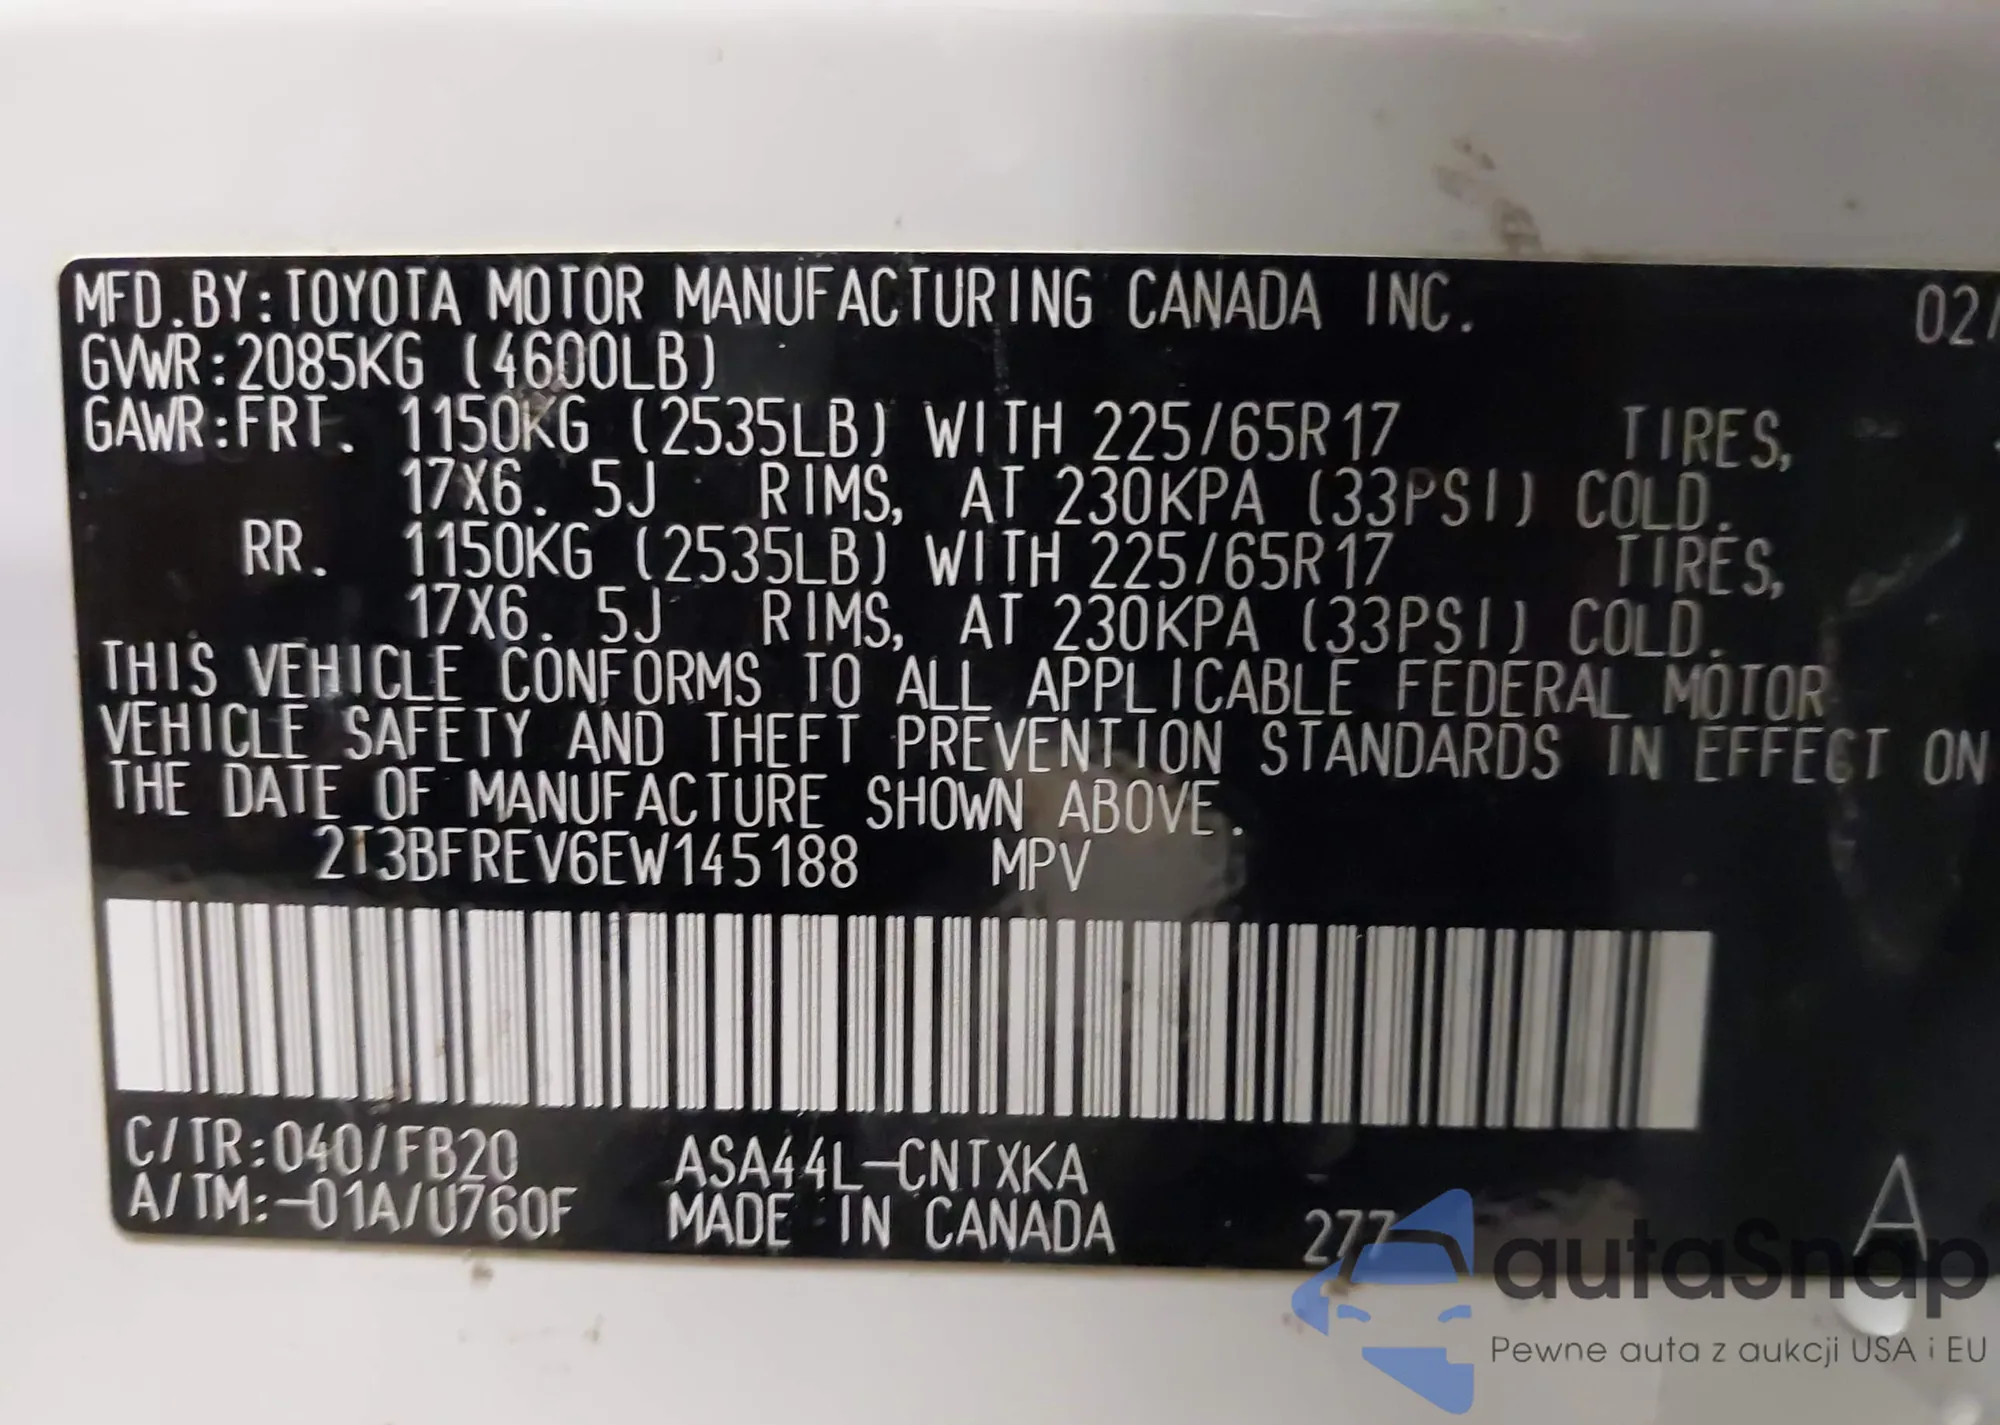 MFD.BY:TOYOTA MOTOR MANUFACTURING CANADA INC. 02/
GVWR:2085KG (4600LB)
GAWR:FRT. 1150KG (2535LB) WITH 225/65R17 TIRES,
17X6.5J RIMS, AT 230KPA (33PSI) COLD.
RR. 1150KG (2535LB) WITH 225/65R17 TIRES,
17X6.5J RIMS, AT 230KPA (33PSI) COLD.
THIS VEHICLE CONFORMS TO ALL APPLICABLE FEDERAL MOTOR
VEHICLE SAFETY AND THEFT PREVENTION STANDARDS IN EFFECT ON
THE DATE OF MANUFACTURE SHOWN ABOVE.
2T3BFREV6EW145188 MPV
C/TR:040/FB20 ASA44L-CNTXKA
A/TM:-01A/U760F MADE IN CANADA 277 A
autoSnap
Pewne auta z aukcji USA i EU